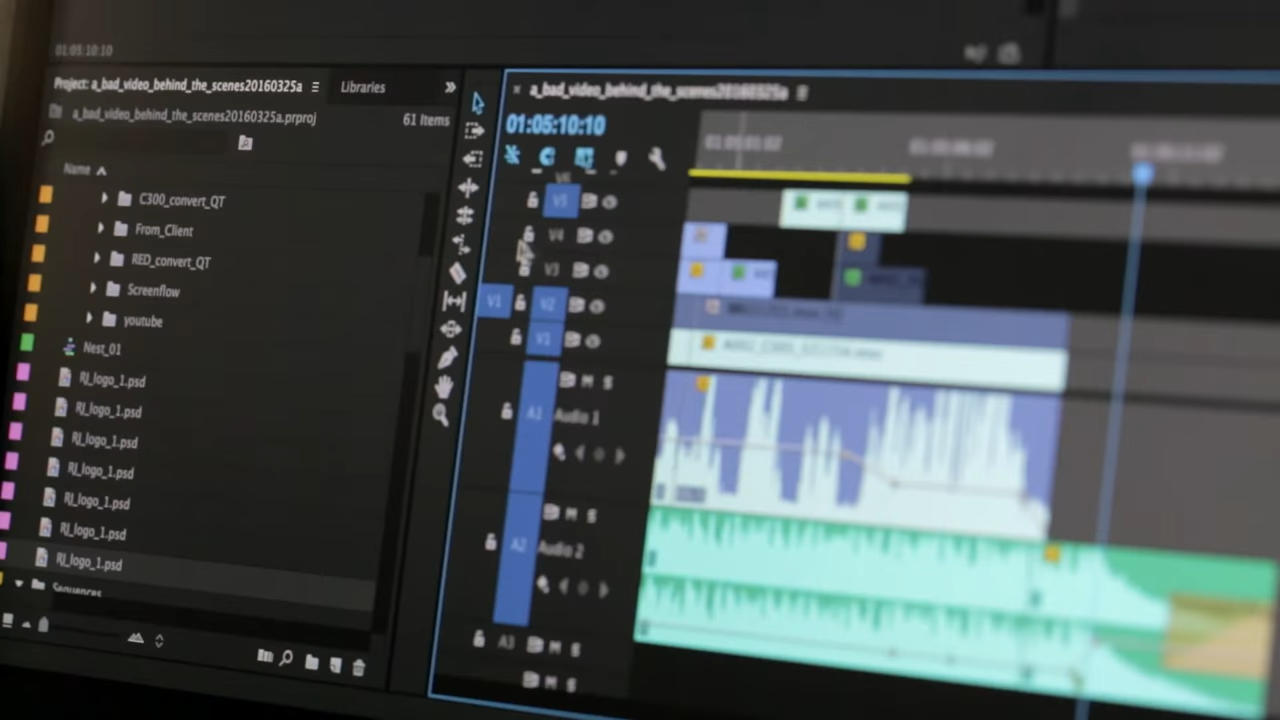 01:05:10:10
Project: a_bad_video_behind_the_scenes20160325a
Libraries
a_bad_video_behind_the_scenes20160325a.prproj
61 Items
Name
C300_convert_QT
From_Client
RED_convert_QT
Screenflow
youtube
Nest_01
RJ_logo_1.psd
RJ_logo_1.psd
RJ_logo_1.psd
RJ_logo_1.psd
RJ_logo_1.psd
RJ_logo_1.psd
RJ_logo_1.psd
Sequences
a_bad_video_behind_the_scenes20160325a
01:05:10:10
V6
V5
V4
V3
V1 V2
V1
M S
A1 Audio 1
M S
A2 Audio 2
A3 M S
M S